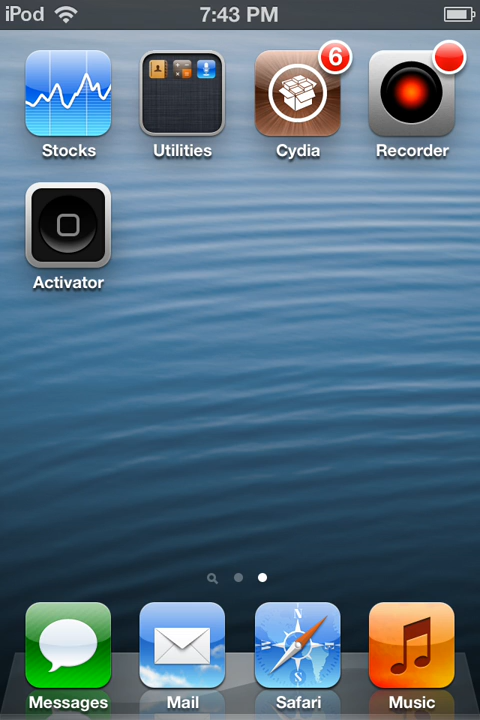 iPod 7:43 PM
6
Stocks Utilities Cydia Recorder
Activator
Messages Mail Safari Music